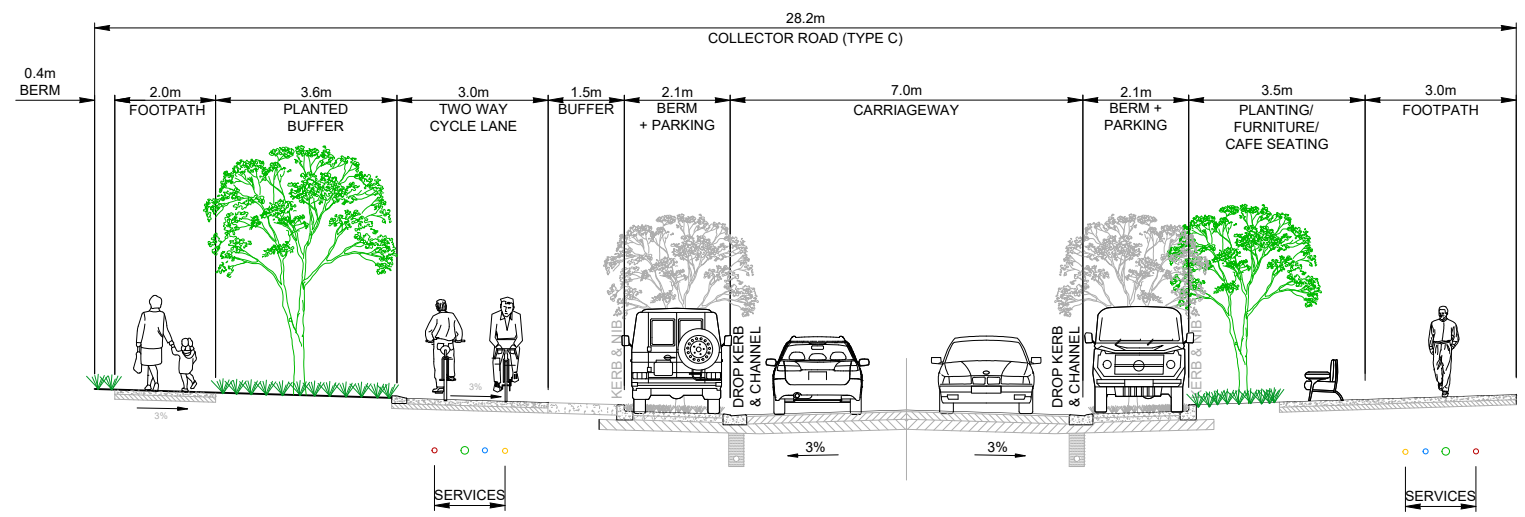 28.2m
COLLECTOR ROAD (TYPE C)
0.4m
BERM
2.0m
FOOTPATH
3.6m
PLANTED
BUFFER
3.0m
TWO WAY
CYCLE LANE
1.5m
BUFFER
2.1m
BERM
+ PARKING
7.0m
CARRIAGEWAY
2.1m
BERM +
PARKING
3.5m
PLANTING/
FURNITURE/
CAFE SEATING
3.0m
FOOTPATH
KERB & NIB
DROP KERB
& CHANNEL
DROP KERB
& CHANNEL
KERB & NIB
3%
3%
3%
3%
SERVICES
SERVICES